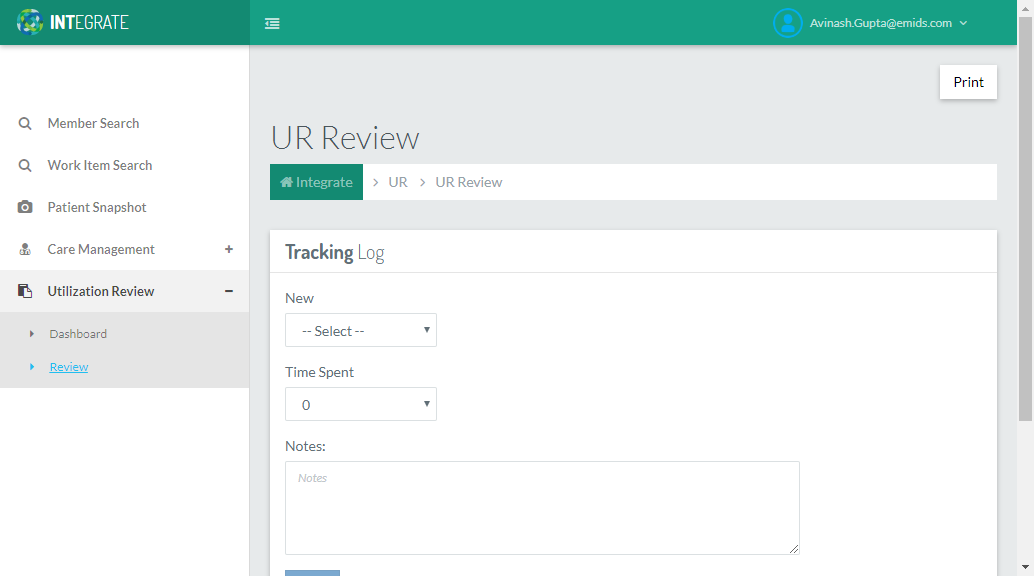 INTEGRATE
Avinash.Gupta@emids.com
Print
Member Search
Work Item Search
Patient Snapshot
Care Management +
Utilization Review −
Dashboard
Review
UR Review
Integrate > UR > UR Review
Tracking Log
New
-- Select --
Time Spent
0
Notes:
Notes